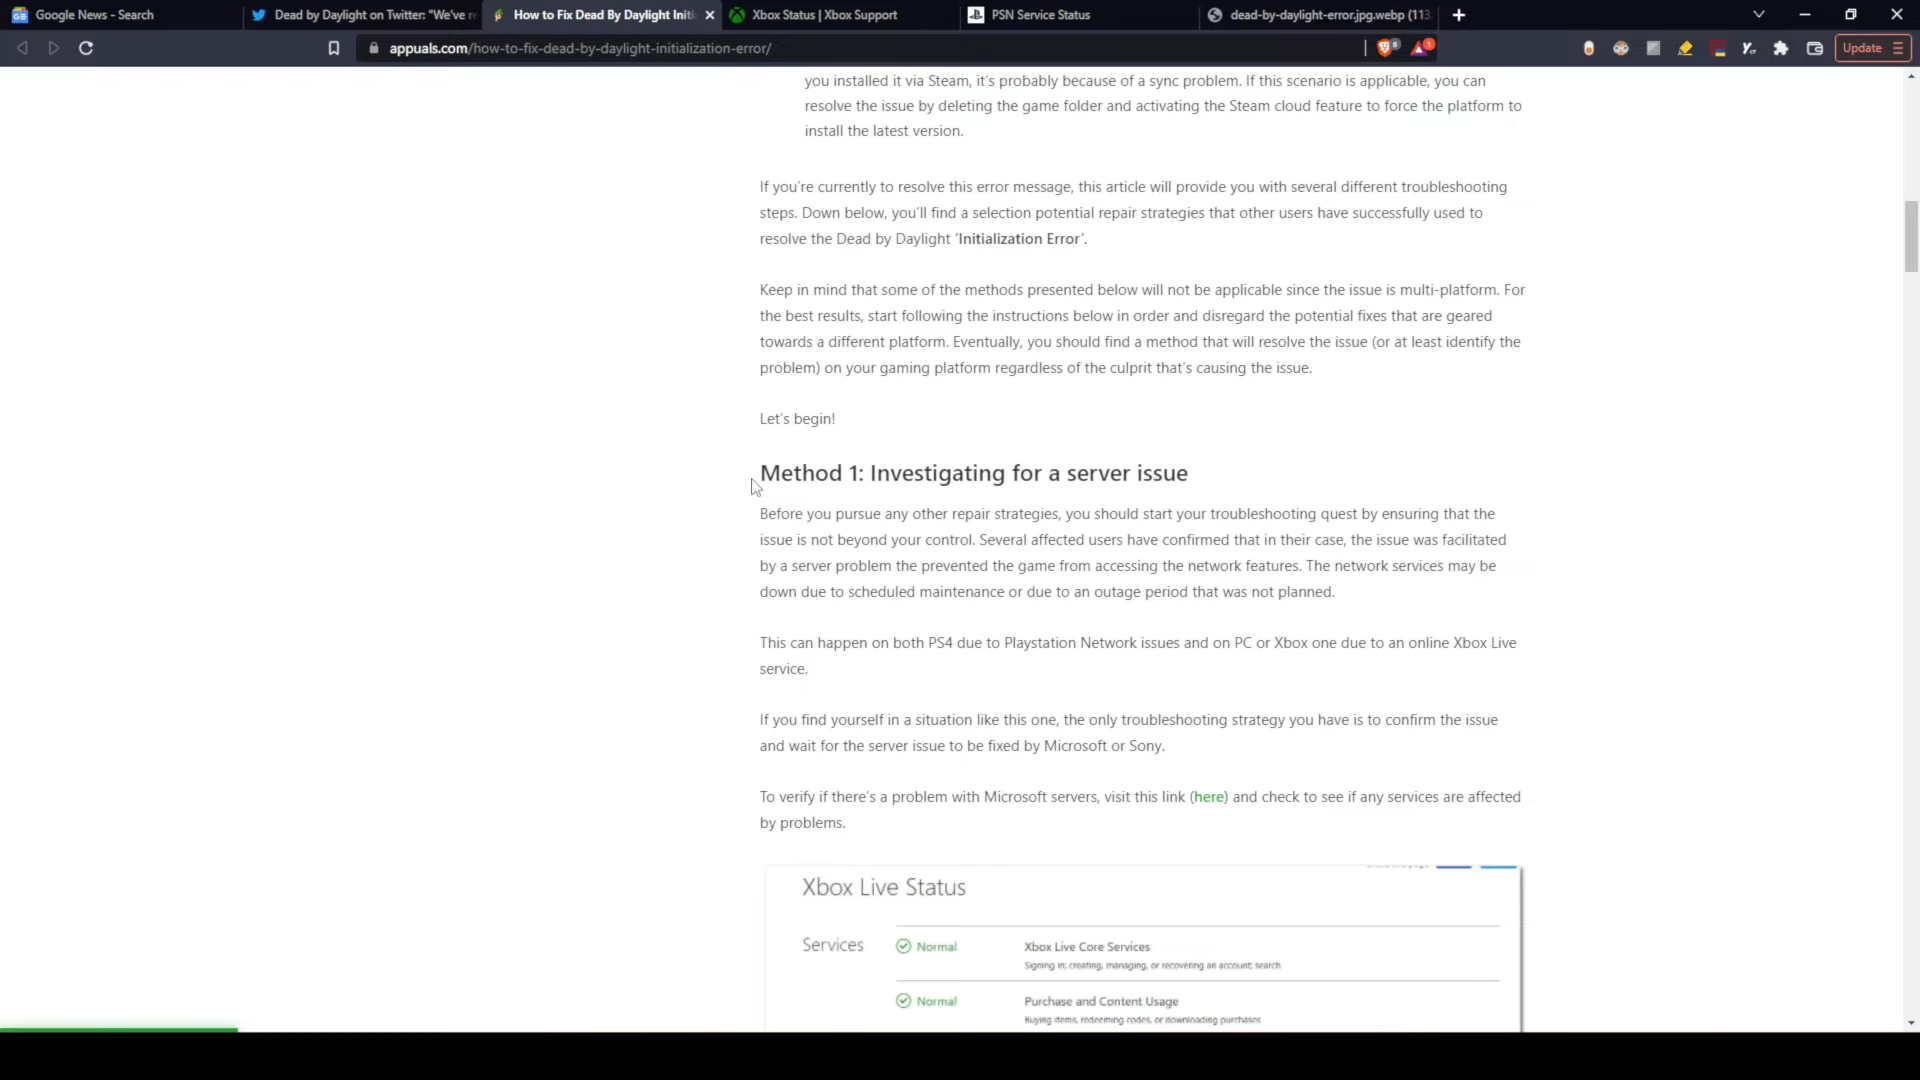 Google News - Search
Dead by Daylight on Twitter: "We've re
How to Fix Dead By Daylight Initi
Xbox Status | Xbox Support
PSN Service Status
dead-by-daylight-error.jpg.webp (113
appuals.com/how-to-fix-dead-by-daylight-initialization-error/
Update
you installed it via Steam, it's probably because of a sync problem. If this scenario is applicable, you can
resolve the issue by deleting the game folder and activating the Steam cloud feature to force the platform to
install the latest version.
If you're currently to resolve this error message, this article will provide you with several different troubleshooting
steps. Down below, you'll find a selection potential repair strategies that other users have successfully used to
resolve the Dead by Daylight 'Initialization Error'.
Keep in mind that some of the methods presented below will not be applicable since the issue is multi-platform. For
the best results, start following the instructions below in order and disregard the potential fixes that are geared
towards a different platform. Eventually, you should find a method that will resolve the issue (or at least identify the
problem) on your gaming platform regardless of the culprit that's causing the issue.
Let's begin!
Method 1: Investigating for a server issue
Before you pursue any other repair strategies, you should start your troubleshooting quest by ensuring that the
issue is not beyond your control. Several affected users have confirmed that in their case, the issue was facilitated
by a server problem the prevented the game from accessing the network features. The network services may be
down due to scheduled maintenance or due to an outage period that was not planned.
This can happen on both PS4 due to Playstation Network issues and on PC or Xbox one due to an online Xbox Live
service.
If you find yourself in a situation like this one, the only troubleshooting strategy you have is to confirm the issue
and wait for the server issue to be fixed by Microsoft or Sony.
To verify if there's a problem with Microsoft servers, visit this link (here) and check to see if any services are affected
by problems.
Xbox Live Status
Services
Normal
Xbox Live Core Services
Signing in; creating, managing, or recovering an account; search
Normal
Purchase and Content Usage
Buying items, redeeming codes, or downloading purchases